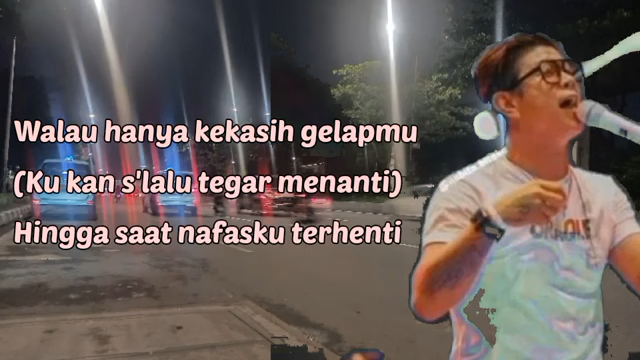 Walau hanya kekasih gelapmu
(Ku kan s'lalu tegar menanti)
Hingga saat nafasku terhenti